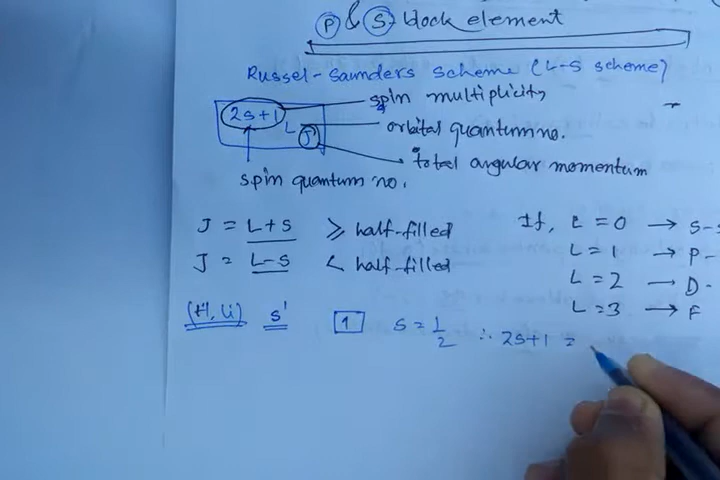 (P) & (S)-block element
Russel-Saunders Scheme (L-S scheme)
2s+1 L J
spin multiplicity
orbital quantum no.
total angular momentum
spin quantum no.
J = L+S ≥ half-filled
J = L-S < half-filled
If, L = 0 → S-
L = 1 → P-
L = 2 → D-
L = 3 → F
(H, Li) s¹ 1 S = 1/2 ∴ 2s+1 =